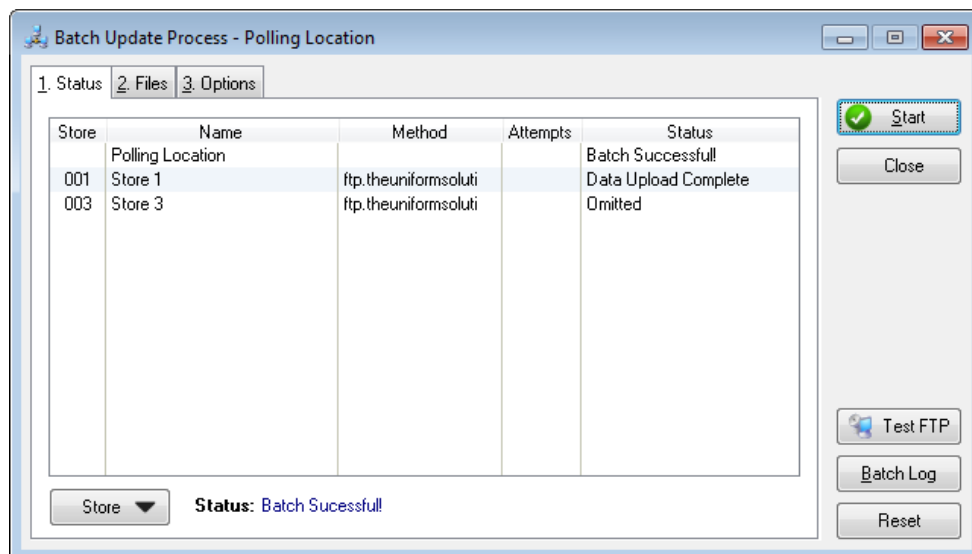 Batch Update Process - Polling Location
1. Status 2. Files 3. Options
Store Name Method Attempts Status
Polling Location Batch Successful!
001 Store 1 ftp.theuniformsoluti Data Upload Complete
003 Store 3 ftp.theuniformsoluti Omitted
Store Status: Batch Sucessful!
Start
Close
Test FTP
Batch Log
Reset